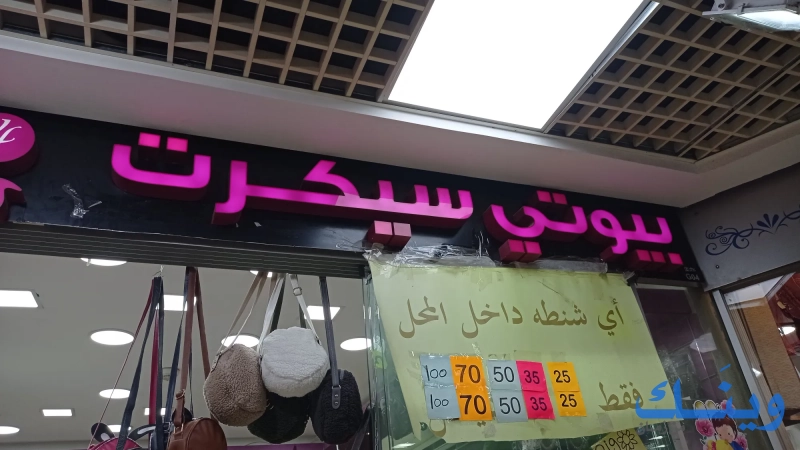 بيوتي سيكرت
أي شنطه داخل المحل
100 70 50 35 25
100 70 50 35 25
فقط
وينك